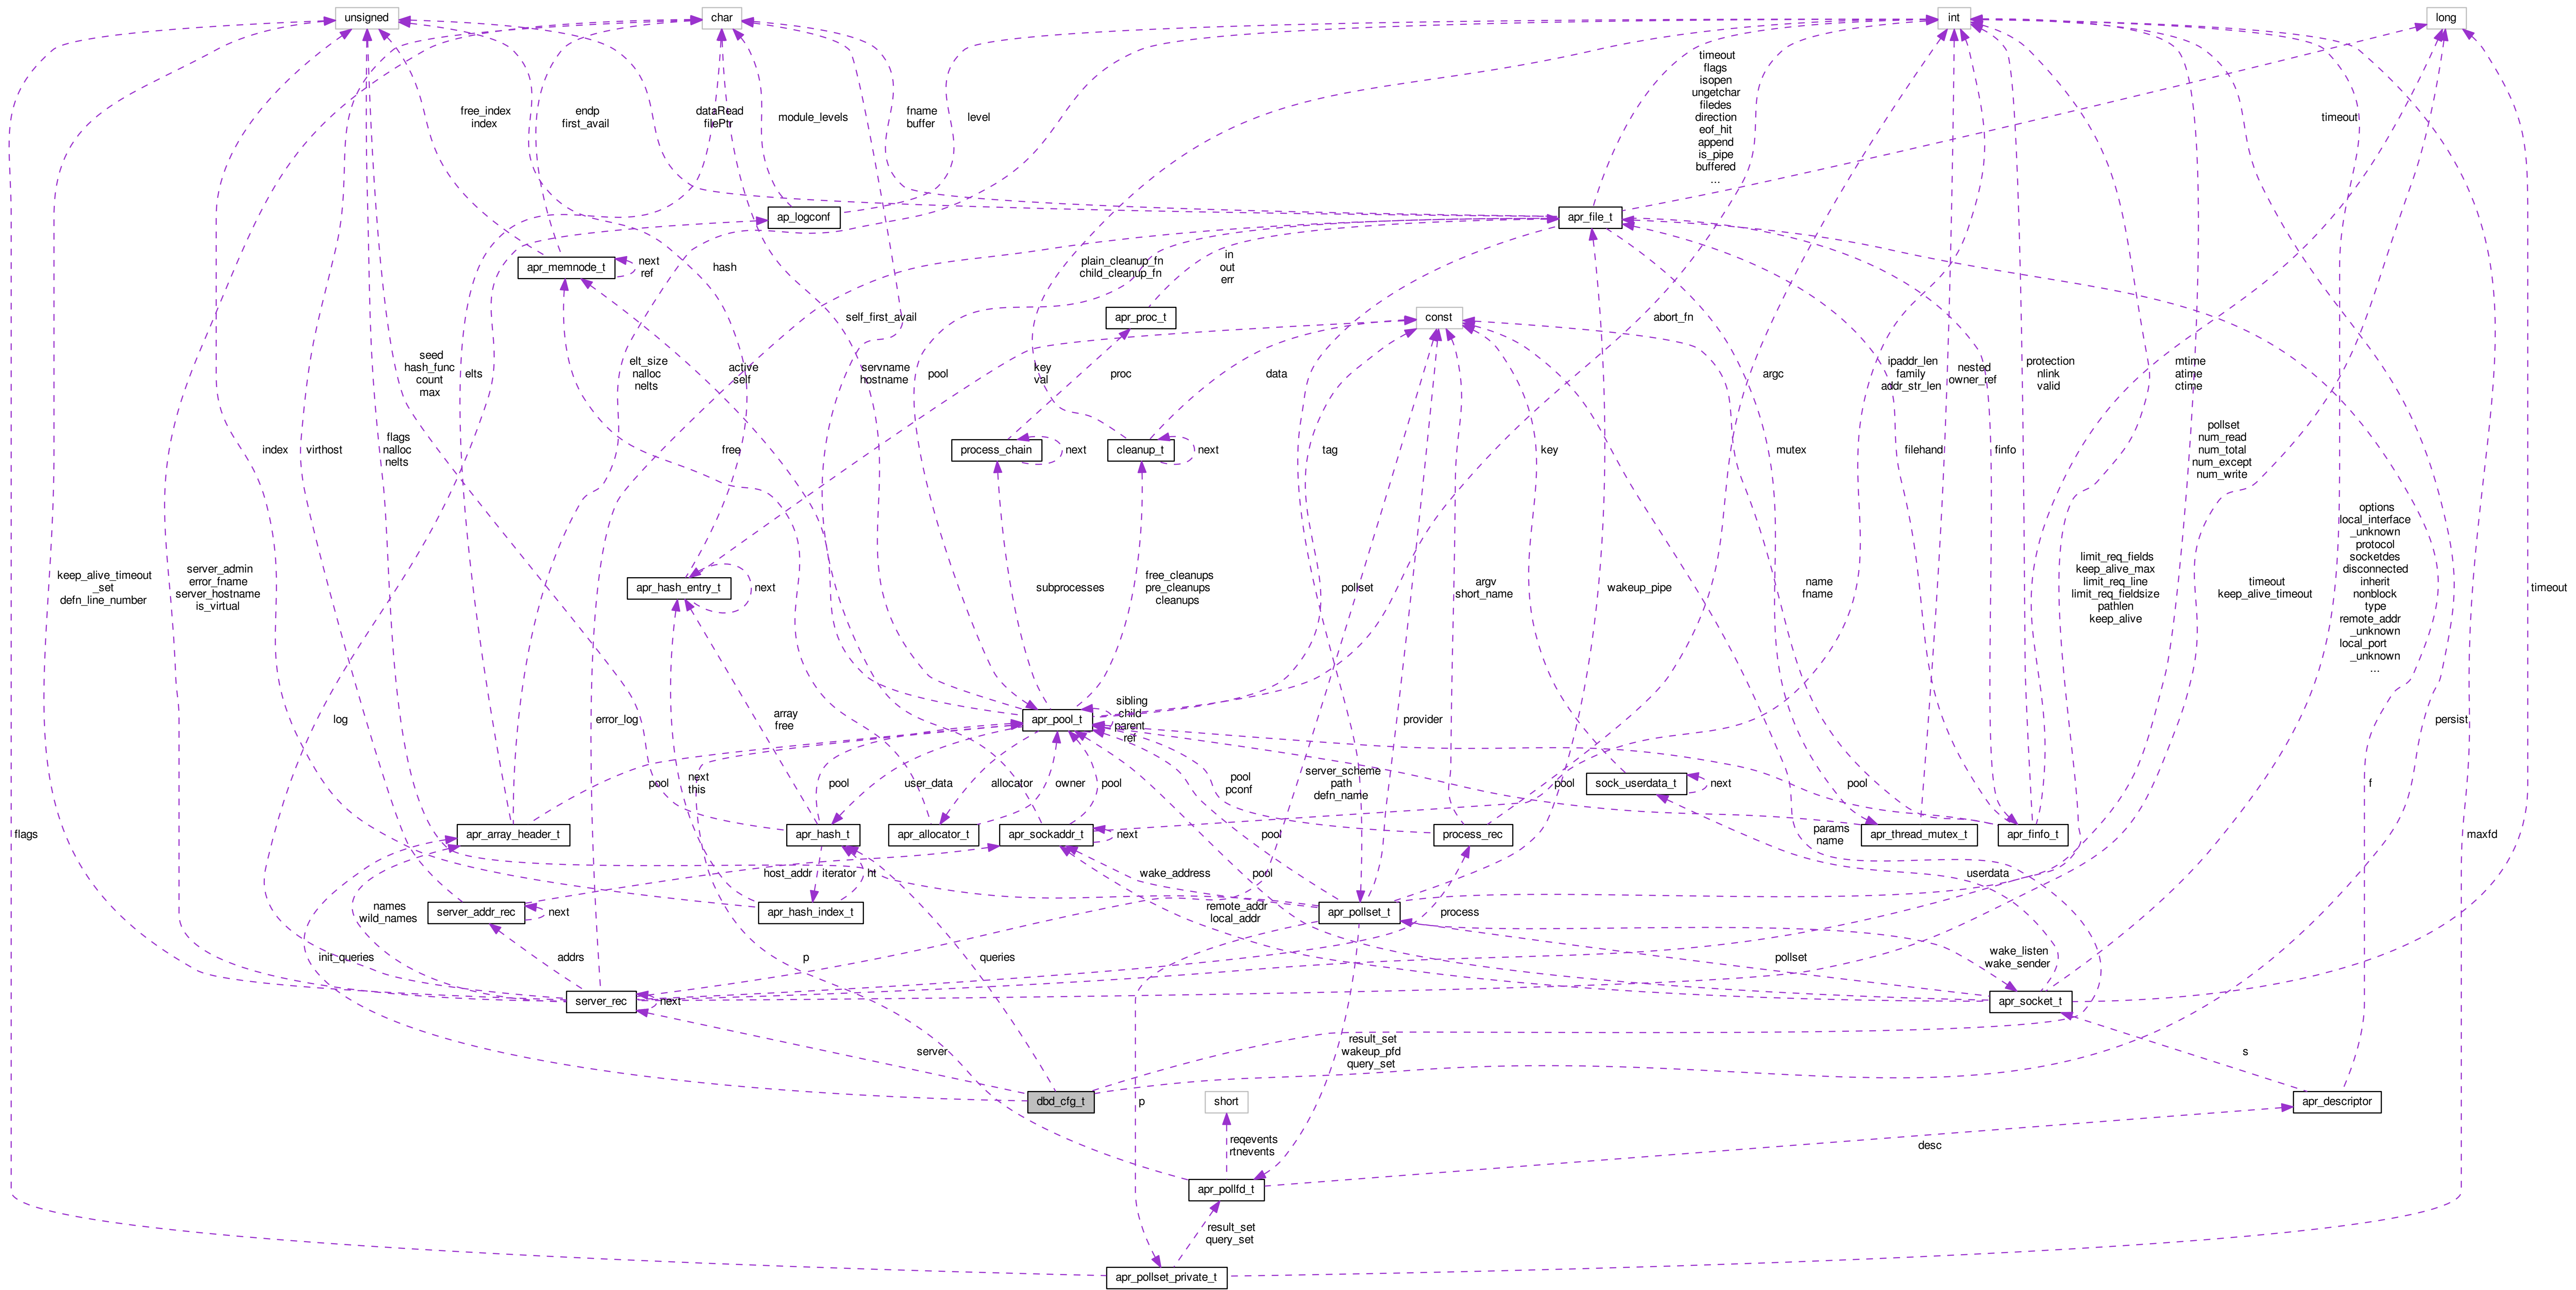 unsigned
char
int
long
timeout
flags
isopen
ungetchar
filedes
direction
eof_hit
append
is_pipe
buffered
...
free_index
index
endp
first_avail
dataRead
filePtr
module_levels
fname
buffer
level
timeout
ap_logconf
apr_file_t
apr_memnode_t
next
ref
hash
plain_cleanup_fn
child_cleanup_fn
in
out
err
apr_proc_t
const
self_first_avail
abort_fn
seed
hash_func
count
max
elts
elt_size
nalloc
nelts
active
self
servname
hostname
pool
key
val
proc
data
argc
ipaddr_len
family
addr_str_len
nested
owner_ref
protection
nlink
valid
mtime
atime
ctime
index
virthost
flags
nalloc
nelts
free
process_chain
next
cleanup_t
next
tag
key
mutex
filehand
finfo
pollset
num_read
num_total
num_except
num_write
options
local_interface
_unknown
protocol
socketdes
disconnected
inherit
nonblock
type
remote_addr
_unknown
local_port
_unknown
...
keep_alive_timeout
_set
defn_line_number
server_admin
error_fname
server_hostname
is_virtual
apr_hash_entry_t
next
subprocesses
free_cleanups
pre_cleanups
cleanups
pollset
argv
short_name
wakeup_pipe
name
fname
limit_req_fields
keep_alive_max
limit_req_line
limit_req_fieldsize
pathlen
keep_alive
timeout
keep_alive_timeout
timeout
log
error_log
array
free
apr_pool_t
sibling
child
parent
ref
provider
persist
next
this
pool
pool
user_data
allocator
owner
pool
pool
pconf
server_scheme
path
defn_name
pool
sock_userdata_t
next
pool
f
flags
apr_array_header_t
apr_hash_t
apr_allocator_t
apr_sockaddr_t
next
pool
process_rec
params
name
apr_thread_mutex_t
apr_finfo_t
maxfd
host_addr
iterator
ht
wake_address
pool
userdata
names
wild_names
server_addr_rec
next
apr_hash_index_t
remote_addr
local_addr
apr_pollset_t
process
init_queries
addrs
p
queries
pollset
wake_listen
wake_sender
server_rec
next
apr_socket_t
server
result_set
wakeup_pfd
query_set
s
dbd_cfg_t
p
short
apr_descriptor
reqevents
rtnevents
desc
apr_pollfd_t
result_set
query_set
apr_pollset_private_t